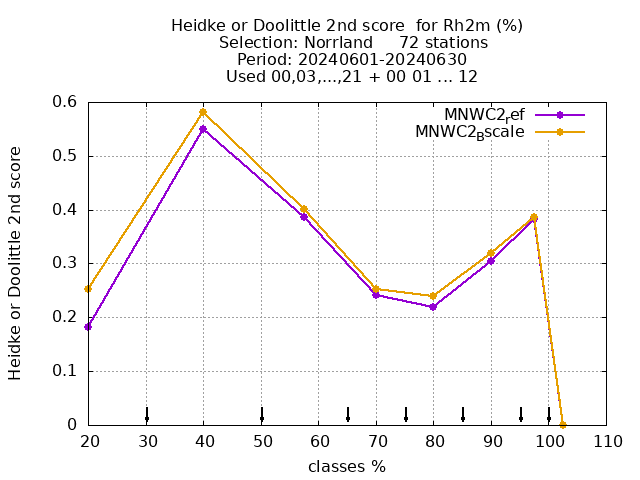 Heidke or Doolittle 2nd score  for Rh2m (%)
Selection: Norrland     72 stations
Period: 20240601-20240630
Used 00,03,...,21 + 00 01 ... 12
MNWC2ref
MNWC2Bscale
Heidke or Doolittle 2nd score
0.6
0.5
0.4
0.3
0.2
0.1
0
20 30 40 50 60 70 80 90 100 110
classes %